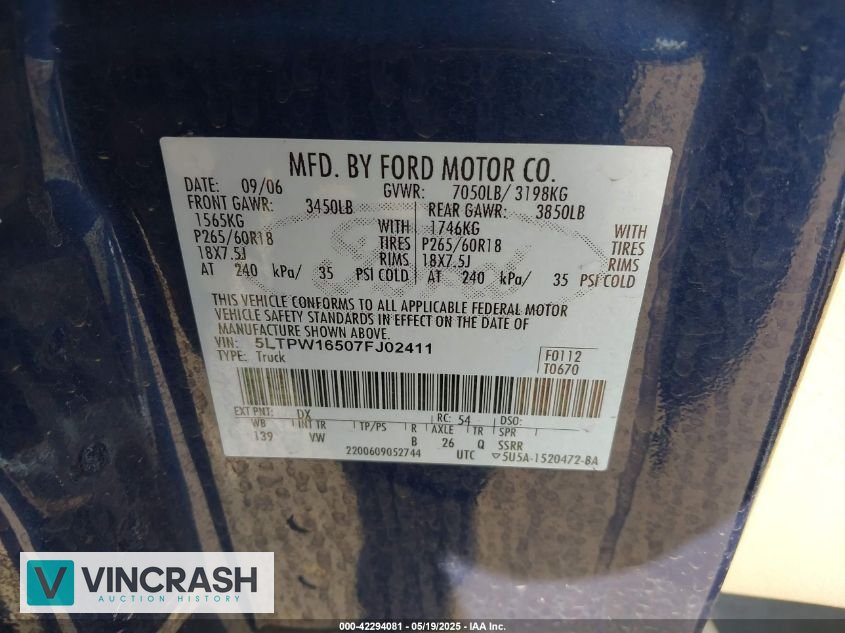 MFD. BY FORD MOTOR CO.
DATE: 09/06 GVWR: 7050LB/ 3198KG
FRONT GAWR: 3450LB REAR GAWR: 3850LB
1565KG WITH 1746KG WITH
P265/60R18 TIRES P265/60R18 TIRES
18X7.5J RIMS 18X7.5J RIMS
AT 240 kPa/ 35 PSI COLD AT 240 kPa/ 35 PSI COLD
THIS VEHICLE CONFORMS TO ALL APPLICABLE FEDERAL MOTOR
VEHICLE SAFETY STANDARDS IN EFFECT ON THE DATE OF
MANUFACTURE SHOWN ABOVE.
VIN: 5LTPW16507FJ02411
TYPE: Truck
F0112
T0670
EXT PNT: DX RC: 54 DSO:
WB INT TR TP/PS R AXLE TR SPR
139 VW B 26 Q SSRR
2200609052744 UTC ▽5U5A-1520472-BA
V VINCRASH
AUCTION HISTORY
000-42294081 - 05/19/2025 - IAA Inc.